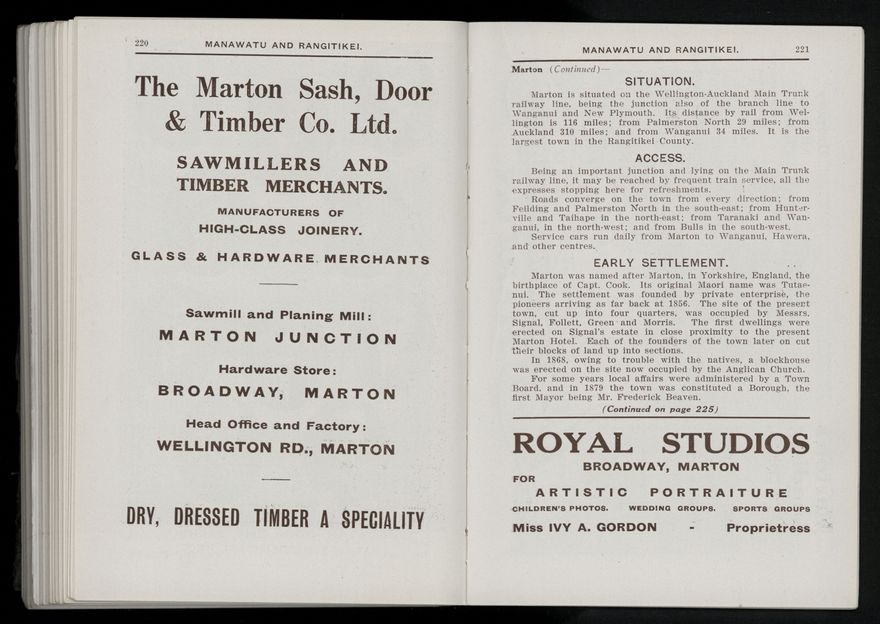 220
MANAWATU AND RANGITIKEI.
The Marton Sash, Door
& Timber Co. Ltd.
SAWMILLERS AND
TIMBER MERCHANTS.
MANUFACTURERS OF
HIGH-CLASS JOINERY.
GLASS & HARDWARE MERCHANTS
Sawmill and Planing Mill:
MARTON JUNCTION
Hardware Store:
BROADWAY, MARTON
Head Office and Factory:
WELLINGTON RD., MARTON
DRY, DRESSED TIMBER A SPECIALITY
MANAWATU AND RANGITIKEI.
221
Marton (Continued)—
SITUATION.
Marton is situated on the Wellington-Auckland Main Trunk
railway line, being the junction also of the branch line to
Wanganui and New Plymouth. Its distance by rail from Wel-
lington is 116 miles; from Palmerston North 29 miles; from
Auckland 310 miles; and from Wanganui 34 miles. It is the
largest town in the Rangitikei County.
ACCESS.
Being an important junction and lying on the Main Trunk
railway line, it may be reached by frequent train service, all the
expresses stopping here for refreshments.
Roads converge on the town from every direction; from
Feilding and Palmerston North in the south-east; from Hunter-
ville and Taihape in the north-east; from Taranaki and Wan-
ganui, in the north-west; and from Bulls in the south-west.
Service cars run daily from Marton to Wanganui, Hawera,
and other centres.
EARLY SETTLEMENT.
Marton was named after Marton, in Yorkshire, England, the
birthplace of Capt. Cook. Its original Maori name was Tutae-
nui. The settlement was founded by private enterprise, the
pioneers arriving as far back at 1856. The site of the present
town, cut up into four quarters, was occupied by Messrs.
Signal, Follett, Green and Morris. The first dwellings were
erected on Signal's estate in close proximity to the present
Marton Hotel. Each of the founders of the town later on cut
their blocks of land up into sections.
In 1868, owing to trouble with the natives, a blockhouse
was erected on the site now occupied by the Anglican Church.
For some years local affairs were administered by a Town
Board, and in 1879 the town was constituted a Borough, the
first Mayor being Mr. Frederick Beaven.
(Continued on page 225)
ROYAL STUDIOS
BROADWAY, MARTON
FOR
ARTISTIC PORTRAITURE
CHILDREN'S PHOTOS. WEDDING GROUPS. SPORTS GROUPS
Miss IVY A. GORDON - Proprietress